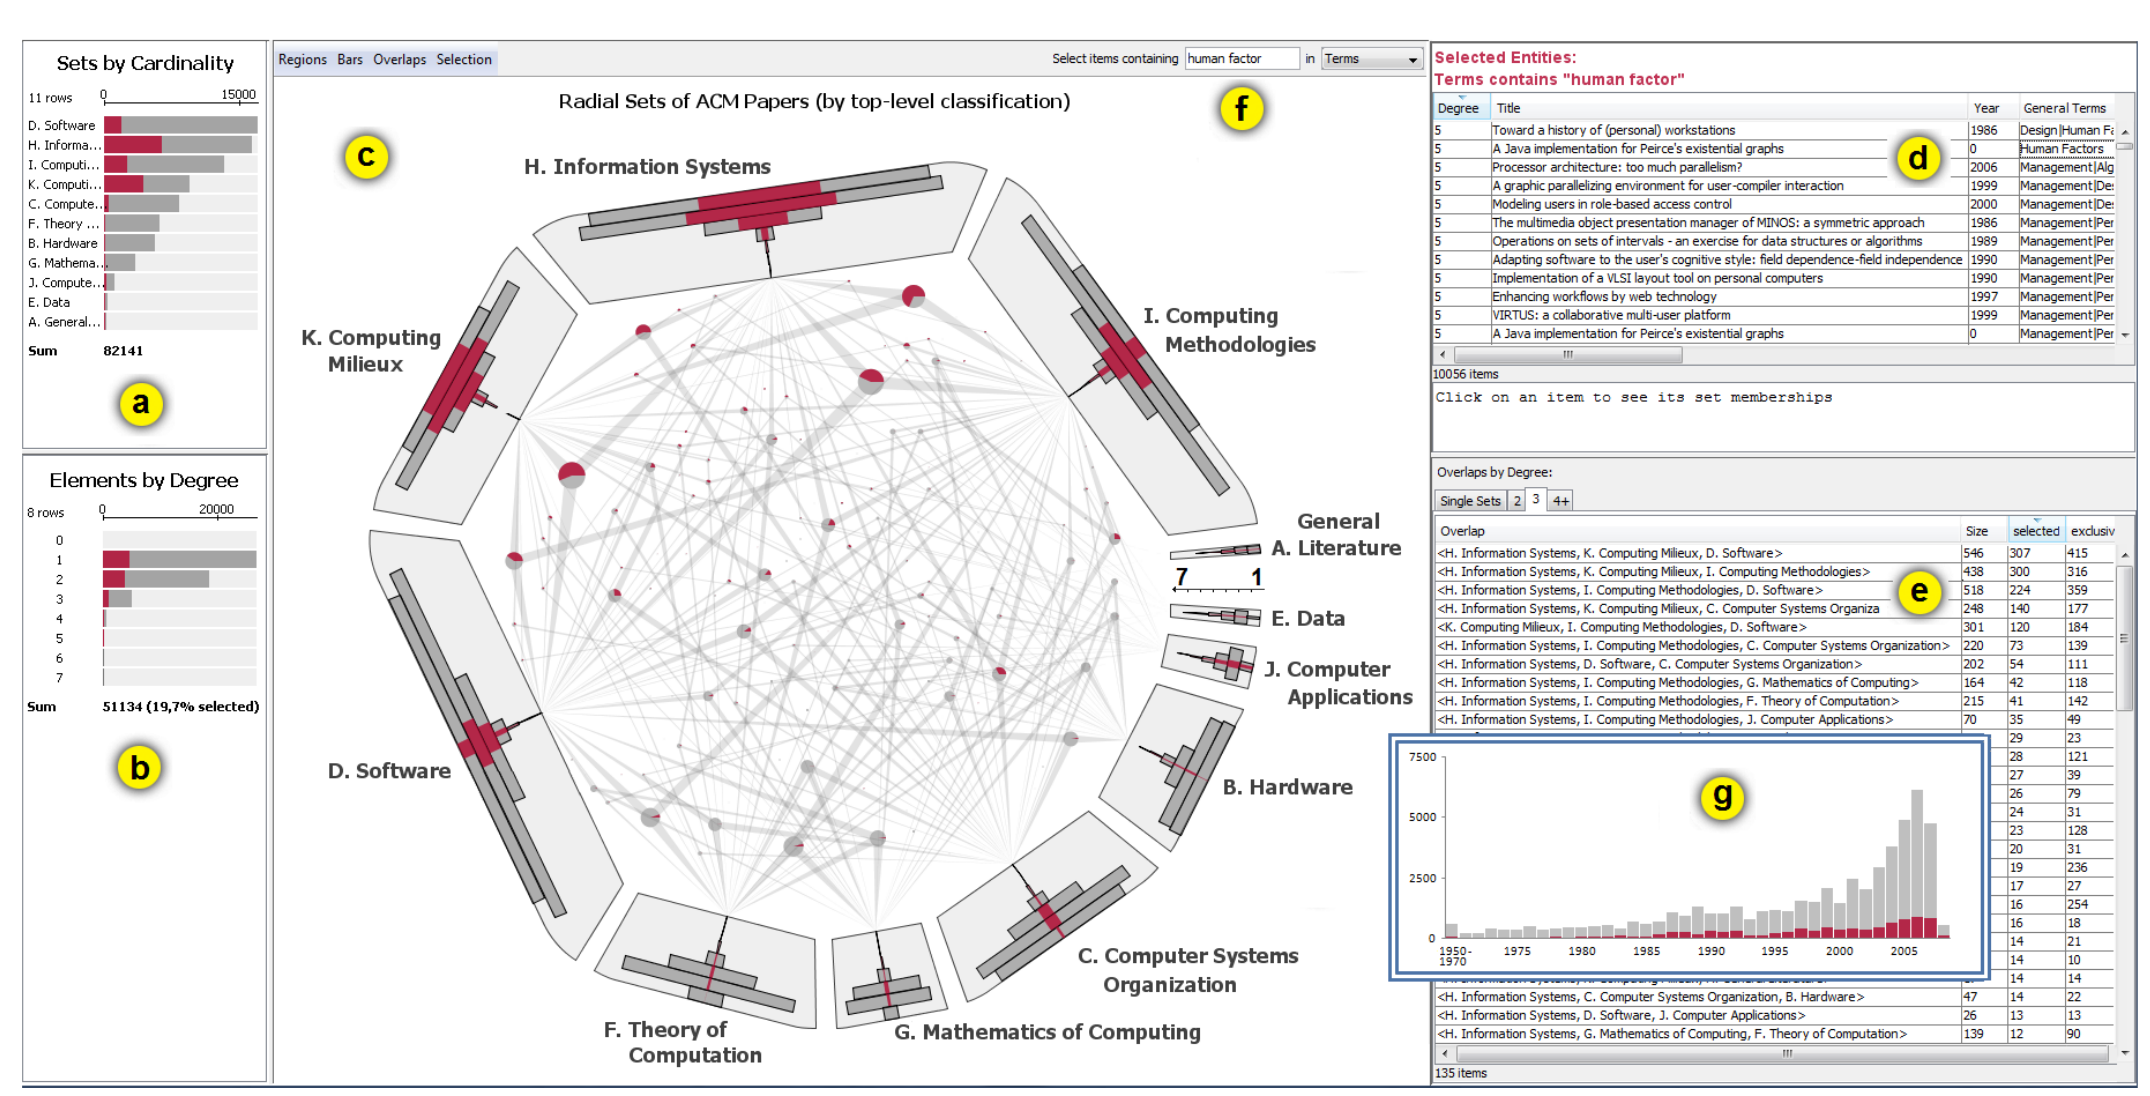 Sets by Cardinality
11 rows
0
15000
D. Software
H. Informa...
I. Computi...
K. Computi...
C. Compute...
F. Theory ...
B. Hardware
G. Mathema...
J. Compute...
E. Data
A. General...
Sum 82141
a
Elements by Degree
8 rows
0
20000
0
1
2
3
4
5
6
7
Sum 51134 (19,7% selected)
b
Regions Bars Overlaps Selection
Select items containing human factor in Terms
Radial Sets of ACM Papers (by top-level classification)
c
f
H. Information Systems
I. Computing
Methodologies
K. Computing
Milieux
General
A. Literature
7 1
E. Data
J. Computer
Applications
D. Software
B. Hardware
C. Computer Systems
Organization
F. Theory of
Computation
G. Mathematics of Computing
Selected Entities:
Terms contains "human factor"
Degree Title Year General Terms
5 Toward a history of (personal) workstations 1986 Design|Human Fa
5 A Java implementation for Peirce's existential graphs 0 Human Factors
5 Processor architecture: too much parallelism? 2006 Management|Alg
5 A graphic parallelizing environment for user-compiler interaction 1999 Management|Des
5 Modeling users in role-based access control 2000 Management|Des
5 The multimedia object presentation manager of MINOS: a symmetric approach 1986 Management|Per
5 Operations on sets of intervals - an exercise for data structures or algorithms 1989 Management|Per
5 Adapting software to the user's cognitive style: field dependence-field independence 1990 Management|Per
5 Implementation of a VLSI layout tool on personal computers 1990 Management|Per
5 Enhancing workflows by web technology 1997 Management|Per
5 VIRTUS: a collaborative multi-user platform 1999 Management|Per
5 A Java implementation for Peirce's existential graphs 0 Management|Per
d
10056 items
Click on an item to see its set memberships
Overlaps by Degree:
Single Sets 2 3 4+
Overlap Size selected exclusiv
<H. Information Systems, K. Computing Milieux, D. Software> 546 307 415
<H. Information Systems, K. Computing Milieux, I. Computing Methodologies> 438 300 316
<H. Information Systems, I. Computing Methodologies, D. Software> 518 224 359
<H. Information Systems, K. Computing Milieux, C. Computer Systems Organiza 248 140 177
<K. Computing Milieux, I. Computing Methodologies, D. Software> 301 120 184
<H. Information Systems, I. Computing Methodologies, C. Computer Systems Organization> 220 73 139
<H. Information Systems, D. Software, C. Computer Systems Organization> 202 54 111
<H. Information Systems, I. Computing Methodologies, G. Mathematics of Computing> 164 42 118
<H. Information Systems, I. Computing Methodologies, F. Theory of Computation> 215 41 142
<H. Information Systems, I. Computing Methodologies, J. Computer Applications> 70 35 49
29 23
28 121
27 39
26 79
24 31
23 128
20 31
19 236
17 27
16 254
16 18
14 21
14 10
14 14
<H. Information Systems, C. Computer Systems Organization, B. Hardware> 47 14 22
<H. Information Systems, D. Software, J. Computer Applications> 26 13 13
<H. Information Systems, G. Mathematics of Computing, F. Theory of Computation> 139 12 90
e
135 items
g
7500
5000
2500
0
1950-
1970
1975
1980
1985
1990
1995
2000
2005